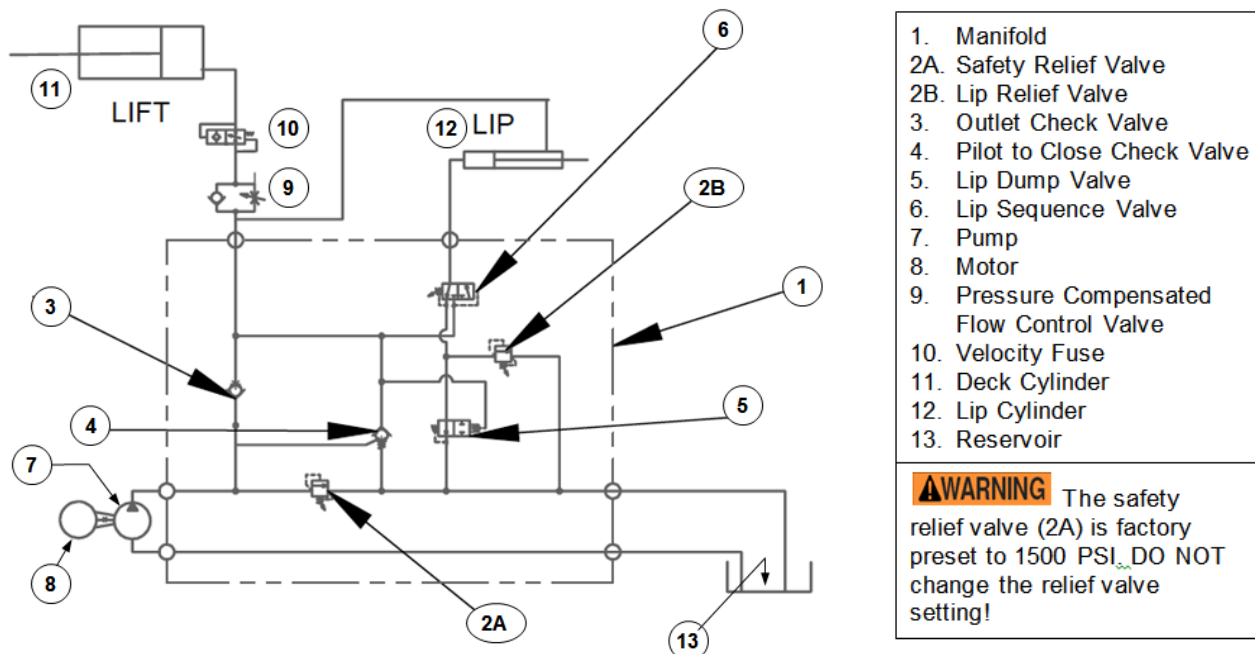 6
11
LIFT
10
12
LIP
9
2B
1
3
4
5
7
8
2A
13
1. Manifold
2A. Safety Relief Valve
2B. Lip Relief Valve
3. Outlet Check Valve
4. Pilot to Close Check Valve
5. Lip Dump Valve
6. Lip Sequence Valve
7. Pump
8. Motor
9. Pressure Compensated
Flow Control Valve
10. Velocity Fuse
11. Deck Cylinder
12. Lip Cylinder
13. Reservoir
WARNING The safety
relief valve (2A) is factory
preset to 1500 PSI. DO NOT
change the relief valve
setting!